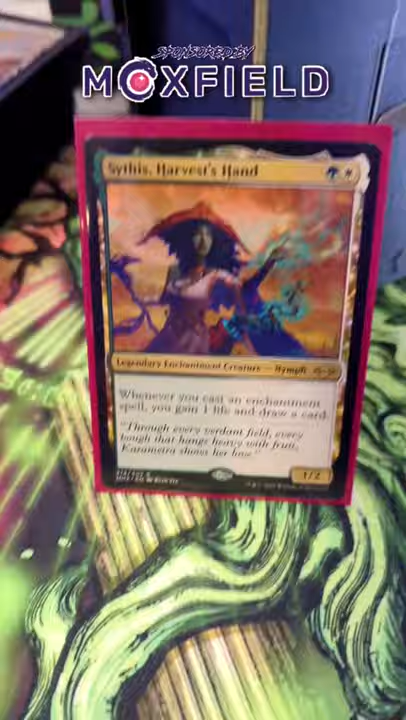 SPONSORED BY
MOXFIELD
Sythis, Harvest's Hand
Legendary Enchantment Creature — Nymph
Whenever you cast an enchantment
spell, you gain 1 life and draw a card.
"Through every verdant field, every
bough that hangs heavy with fruit,
Karametra shows her love."
1/2